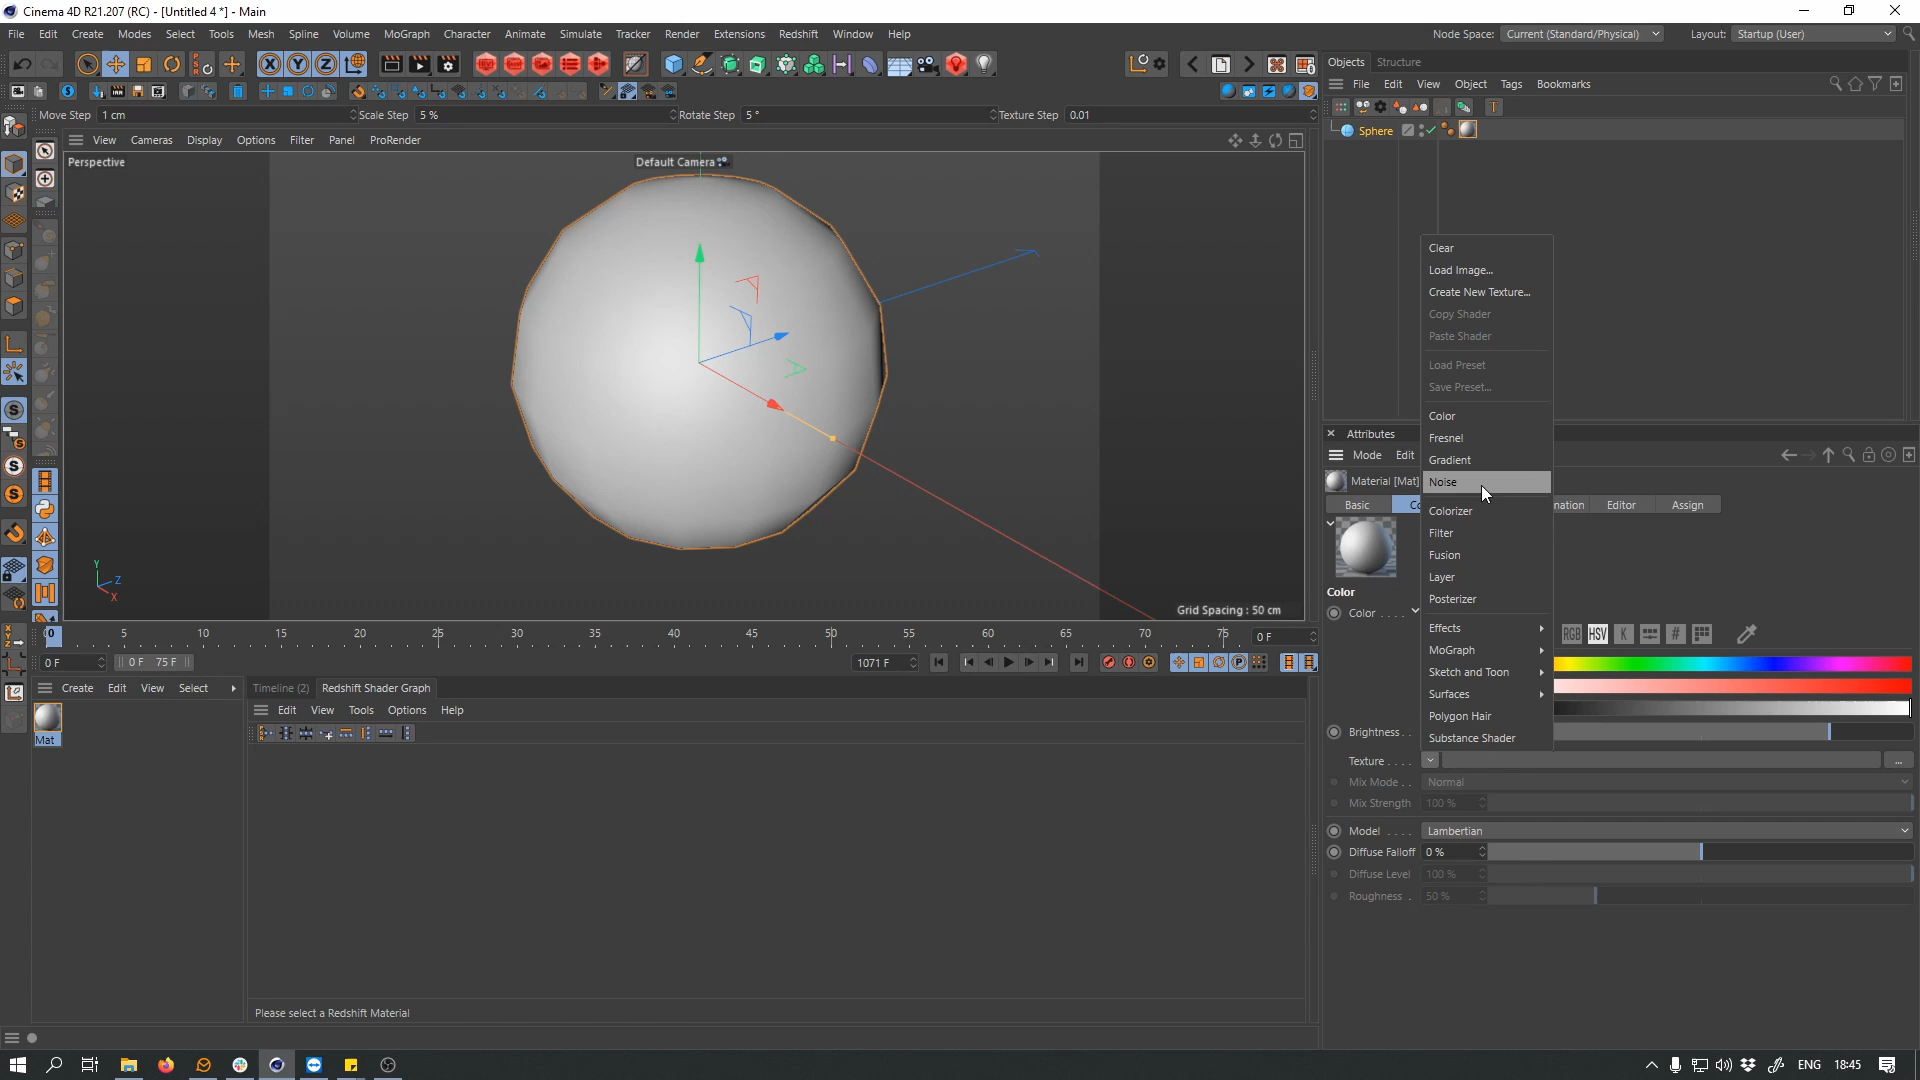 Cinema 4D R21.207 (RC) - [Untitled 4 *] - Main
File Edit Create Modes Select Tools Mesh Spline Volume MoGraph Character Animate Simulate Tracker Render Extensions Redshift Window Help
Node Space: Current (Standard/Physical) Layout: Startup (User)
Objects Structure
File Edit View Object Tags Bookmarks
Move Step 1 cm Scale Step 5 % Rotate Step 5 ° Texture Step 0.01
Sphere
View Cameras Display Options Filter Panel ProRender
Perspective
Default Camera
Y
Z
X
Grid Spacing : 50 cm
Clear
Load Image...
Create New Texture...
Copy Shader
Paste Shader
Load Preset
Save Preset...
Color
Fresnel
Gradient
Noise
Colorizer
Filter
Fusion
Layer
Posterizer
Effects
MoGraph
Sketch and Toon
Surfaces
Polygon Hair
Substance Shader
Attributes
Mode Edit
Material [Mat]
Basic Co nation Editor Assign
Color
Color . . . .
RGB HSV K #
Brightness . .
Texture . . . . ...
Mix Mode . . Normal
Mix Strength 100 %
Model . . . . Lambertian
Diffuse Falloff 0 %
Diffuse Level 100 %
Roughness . 50 %
0 5 10 15 20 25 30 35 40 45 50 55 60 65 70 75 0 F
0 F 0 F 75 F 1071 F
Create Edit View Select
Mat
Timeline (2) Redshift Shader Graph
Edit View Tools Options Help
Please select a Redshift Material
ENG 18:45